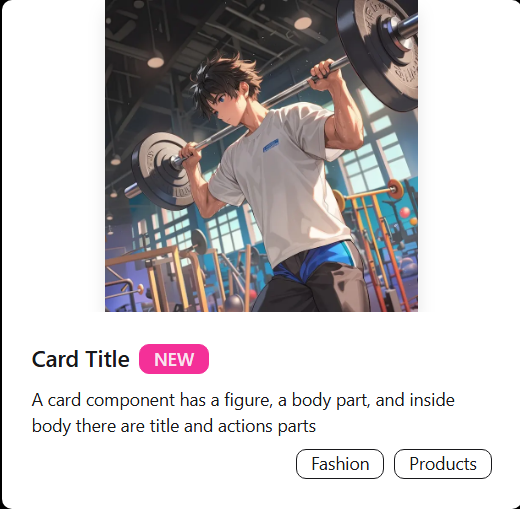 Card Title NEW
A card component has a figure, a body part, and inside
body there are title and actions parts
Fashion Products